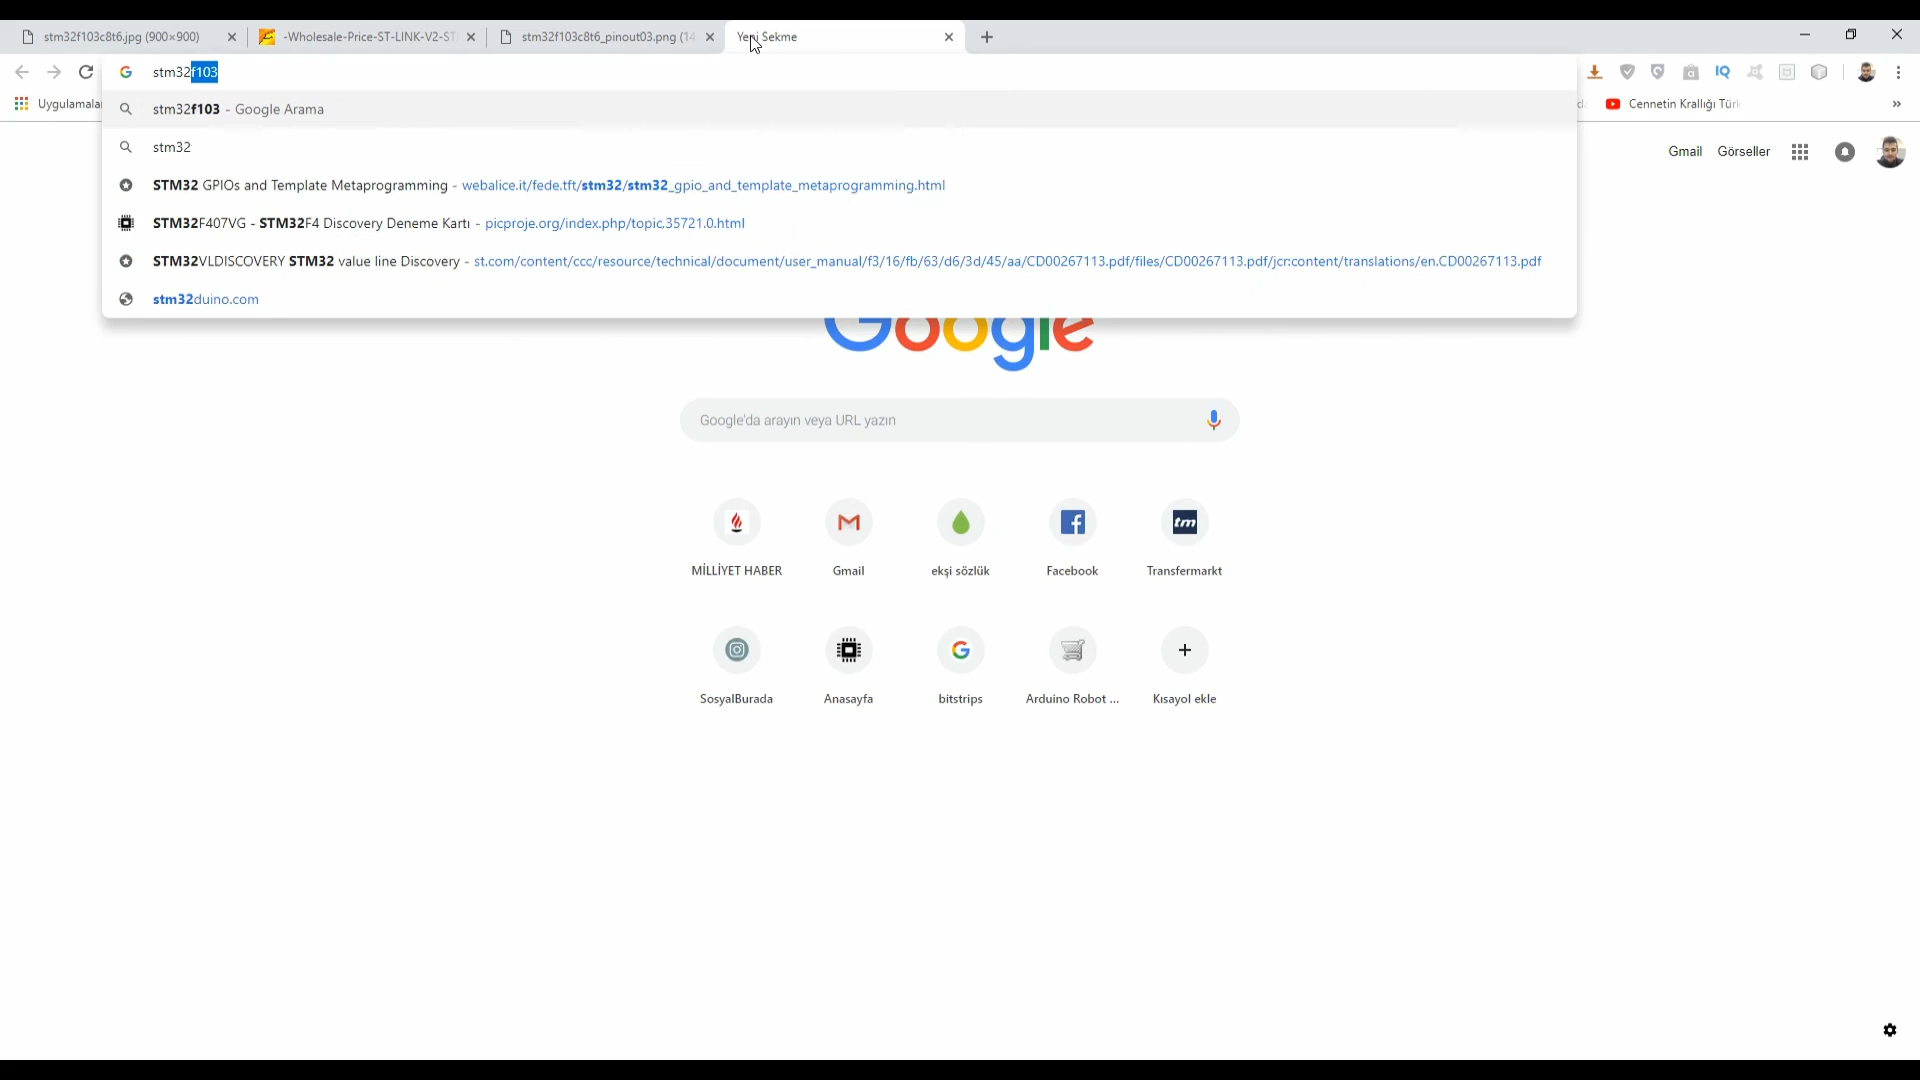 stm32f103c8t6.jpg (900×900)
-Wholesale-Price-ST-LINK-V2-ST
stm32f103c8t6_pinout03.png (14
Yeni Sekme
stm32f103
Uygulamalar
Cennetin Krallığı Türk
stm32f103 - Google Arama
stm32
STM32 GPIOs and Template Metaprogramming - webalice.it/fede.tft/stm32/stm32_gpio_and_template_metaprogramming.html
STM32F407VG - STM32F4 Discovery Deneme Kartı - picproje.org/index.php/topic,35721.0.html
STM32VLDISCOVERY STM32 value line Discovery - st.com/content/ccc/resource/technical/document/user_manual/f3/16/fb/63/d6/3d/45/aa/CD00267113.pdf/files/CD00267113.pdf/jcr:content/translations/en.CD00267113.pdf
stm32duino.com
Gmail Görseller
Google
Google'da arayın veya URL yazın
MİLLİYET HABER
Gmail
ekşi sözlük
Facebook
tm
Transfermarkt
SosyalBurada
Anasayfa
bitstrips
Arduino Robot ...
Kısayol ekle
IQ